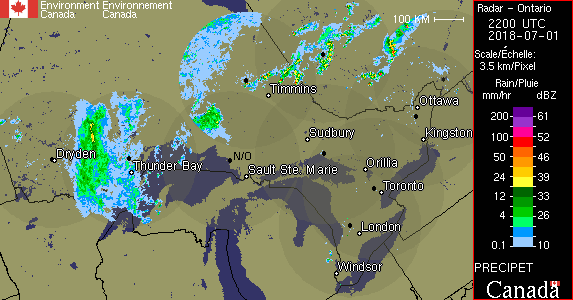 Environment Environnement
Canada Canada
100 KM
Timmins
Ottawa
Sudbury
Kingston
Dryden
Thunder Bay
N/O
Sault Ste. Marie
Orillia
Toronto
London
Windsor
Radar - Ontario
2200 UTC
2018-07-01
Scale/Échelle:
3.5 km/Pixel
Rain/Pluie
mm/hr dBZ
200 61
100 52
50 46
24 39
12 33
4 26
0.1 10
PRECIPET
Canada